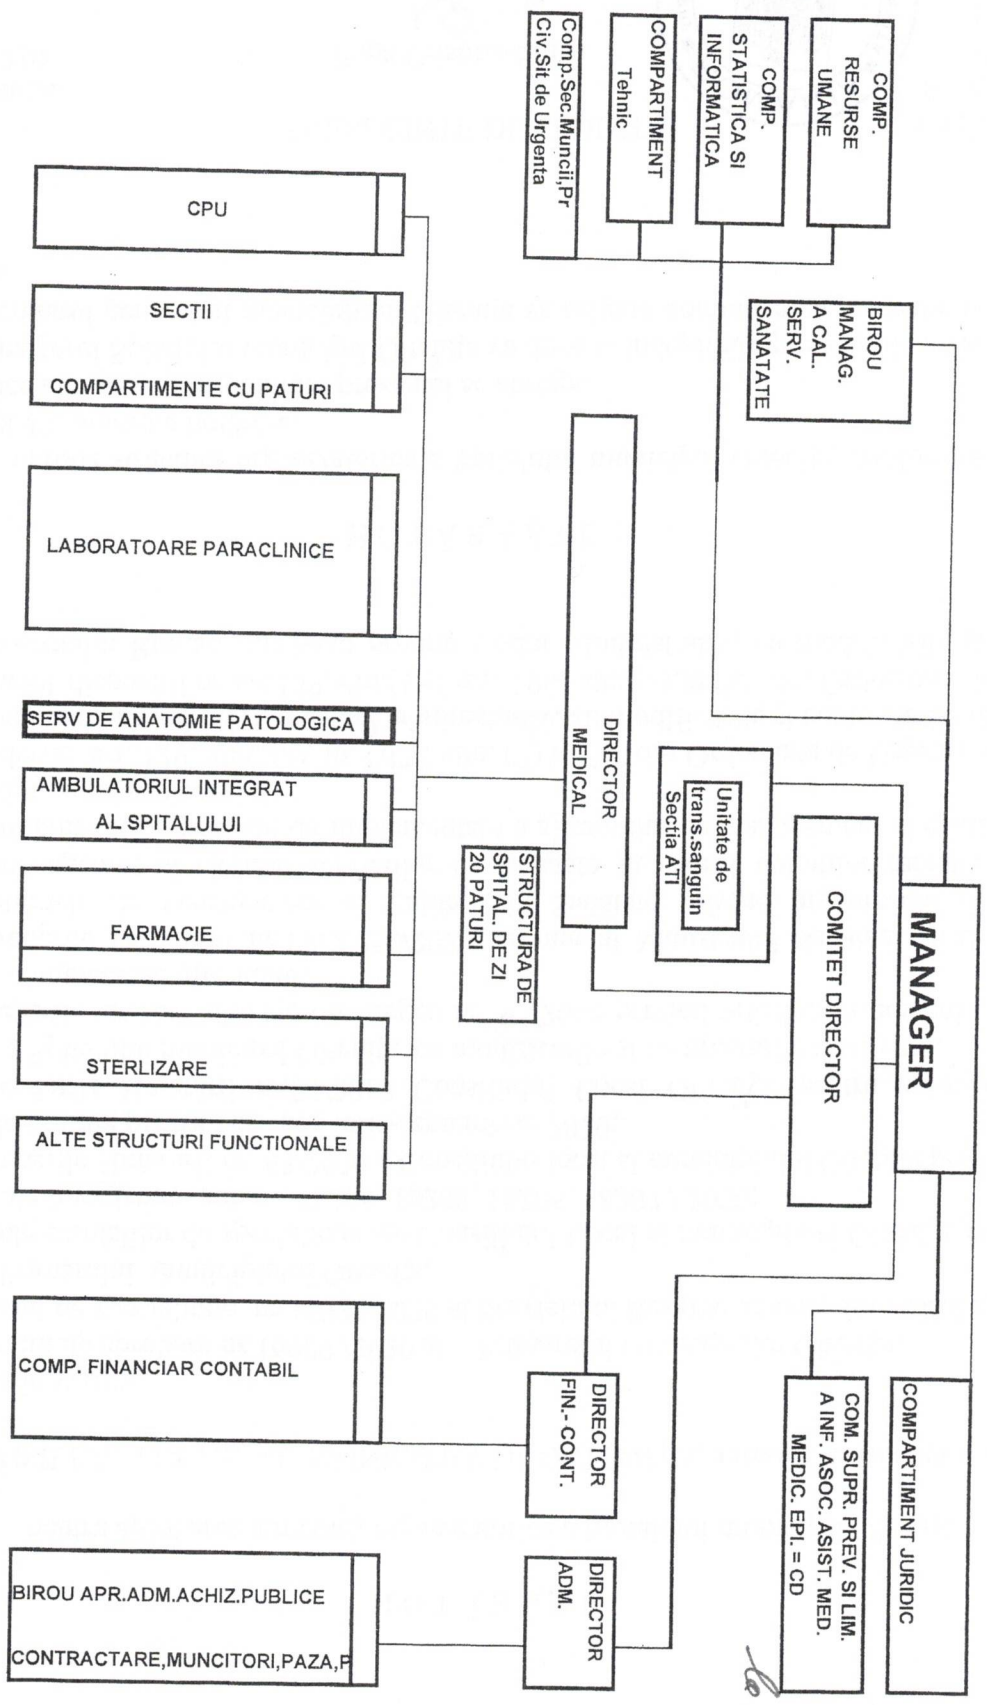 MANAGER
COMP.
RESURSE
UMANE
COMP.
STATISTICA SI
INFORMATICA
COMPARTIMENT
Tehnic
Comp.Sec.Muncii,Pr
Civ.Sit de Urgenta
BIROU
MANAG.
A CAL.
SERV.
SANATATE
COMITET DIRECTOR
Unitate de
trans.sanguin
Sectia ATI
DIRECTOR
MEDICAL
STRUCTURA DE
SPITAL. DE ZI
20 PATURI
COMPARTIMENT JURIDIC
COM. SUPR. PREV. SI LIM.
A INF. ASOC. ASIST. MED.
MEDIC. EPI. = CD
DIRECTOR
FIN.- CONT.
DIRECTOR
ADM.
CPU
SECTII
COMPARTIMENTE CU PATURI
LABORATOARE PARACLINICE
SERV DE ANATOMIE PATOLOGICA
AMBULATORIUL INTEGRAT
AL SPITALULUI
FARMACIE
STERLIZARE
ALTE STRUCTURI FUNCTIONALE
COMP. FINANCIAR CONTABIL
BIROU APR.ADM.ACHIZ.PUBLICE
CONTRACTARE,MUNCITORI,PAZA,P